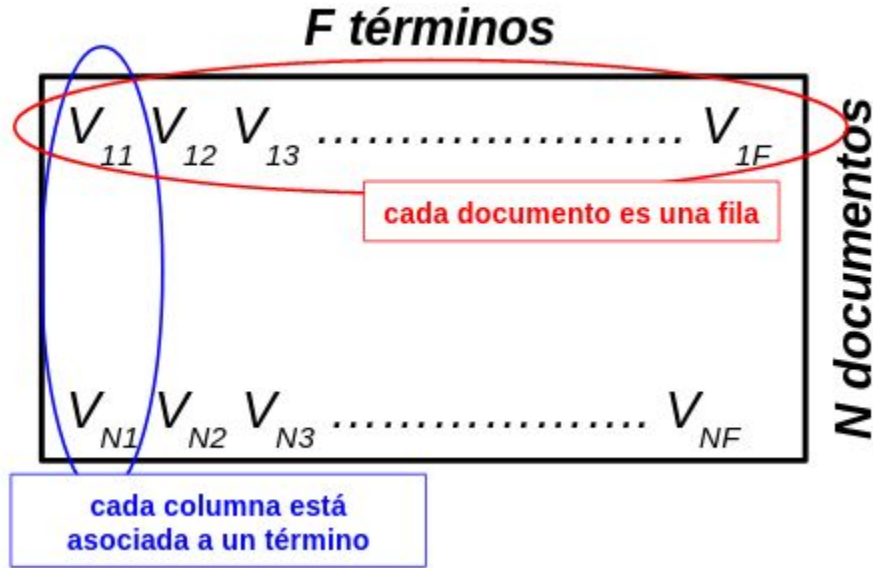 F términos
V11 V12 V13 ........................ V1F
cada documento es una fila
N documentos
VN1 VN2 VN3 ..................... VNF
cada columna está
asociada a un término